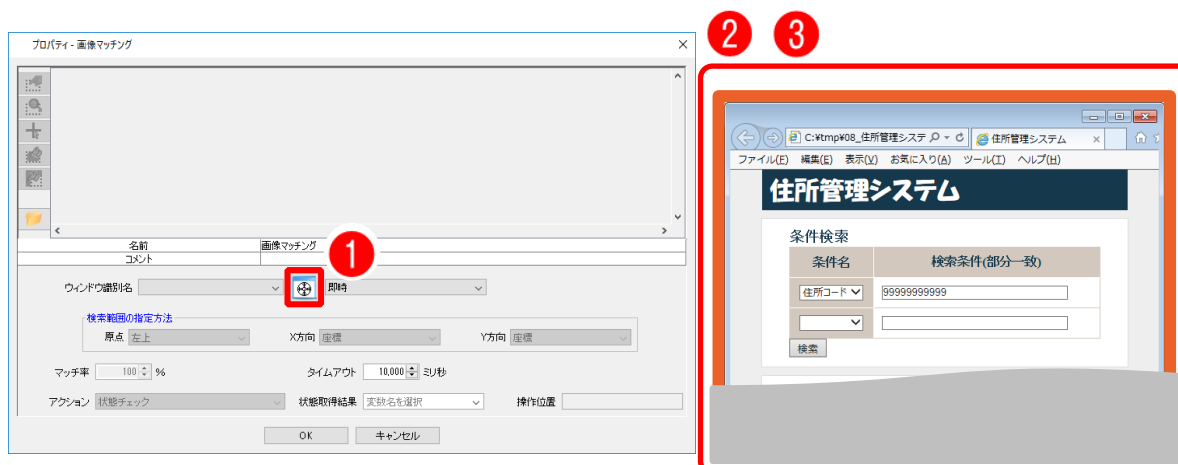 プロパティ - 画像マッチング
名前 画像マッチング
コメント
ウィンドウ識別名 即時
検索範囲の指定方法
原点 左上 X方向 座標 Y方向 座標
マッチ率 100 % タイムアウト 10,000 ミリ秒
アクション 状態チェック 状態取得結果 変数名を選択 操作位置
OK キャンセル
1
2 3
C:¥tmp¥08_住所管理システ 住所管理システム
ファイル(F) 編集(E) 表示(V) お気に入り(A) ツール(T) ヘルプ(H)
住所管理システム
条件検索
条件名 検索条件(部分一致)
住所コード 99999999999
検索